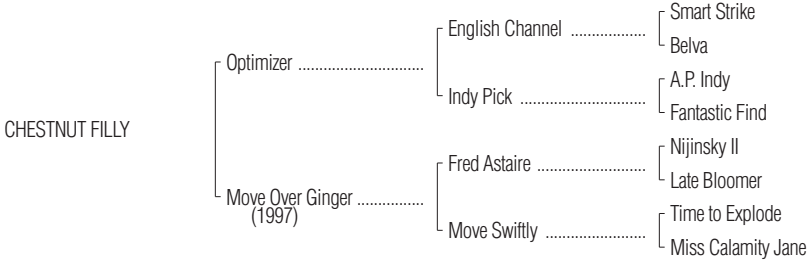 Smart Strike
English Channel ...................
Belva
Optimizer ..............................
A.P. Indy
Indy Pick ................................
Fantastic Find
CHESTNUT FILLY
Nijinsky II
Fred Astaire ...........................
Late Bloomer
Move Over Ginger ................
(1997)
Time to Explode
Move Swiftly .........................
Miss Calamity Jane